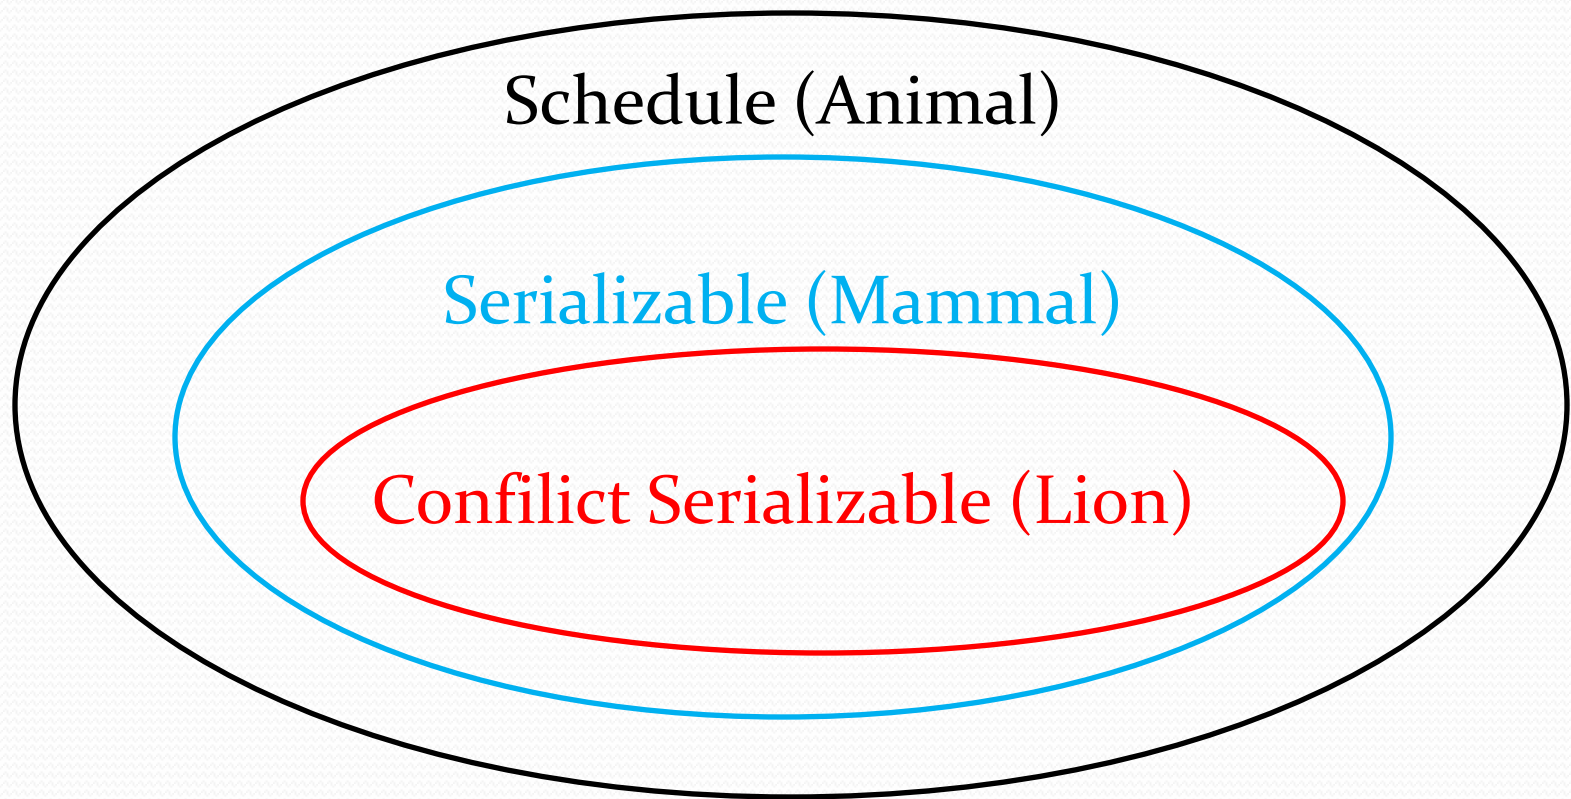 Schedule (Animal)
Serializable (Mammal)
Confilict Serializable (Lion)